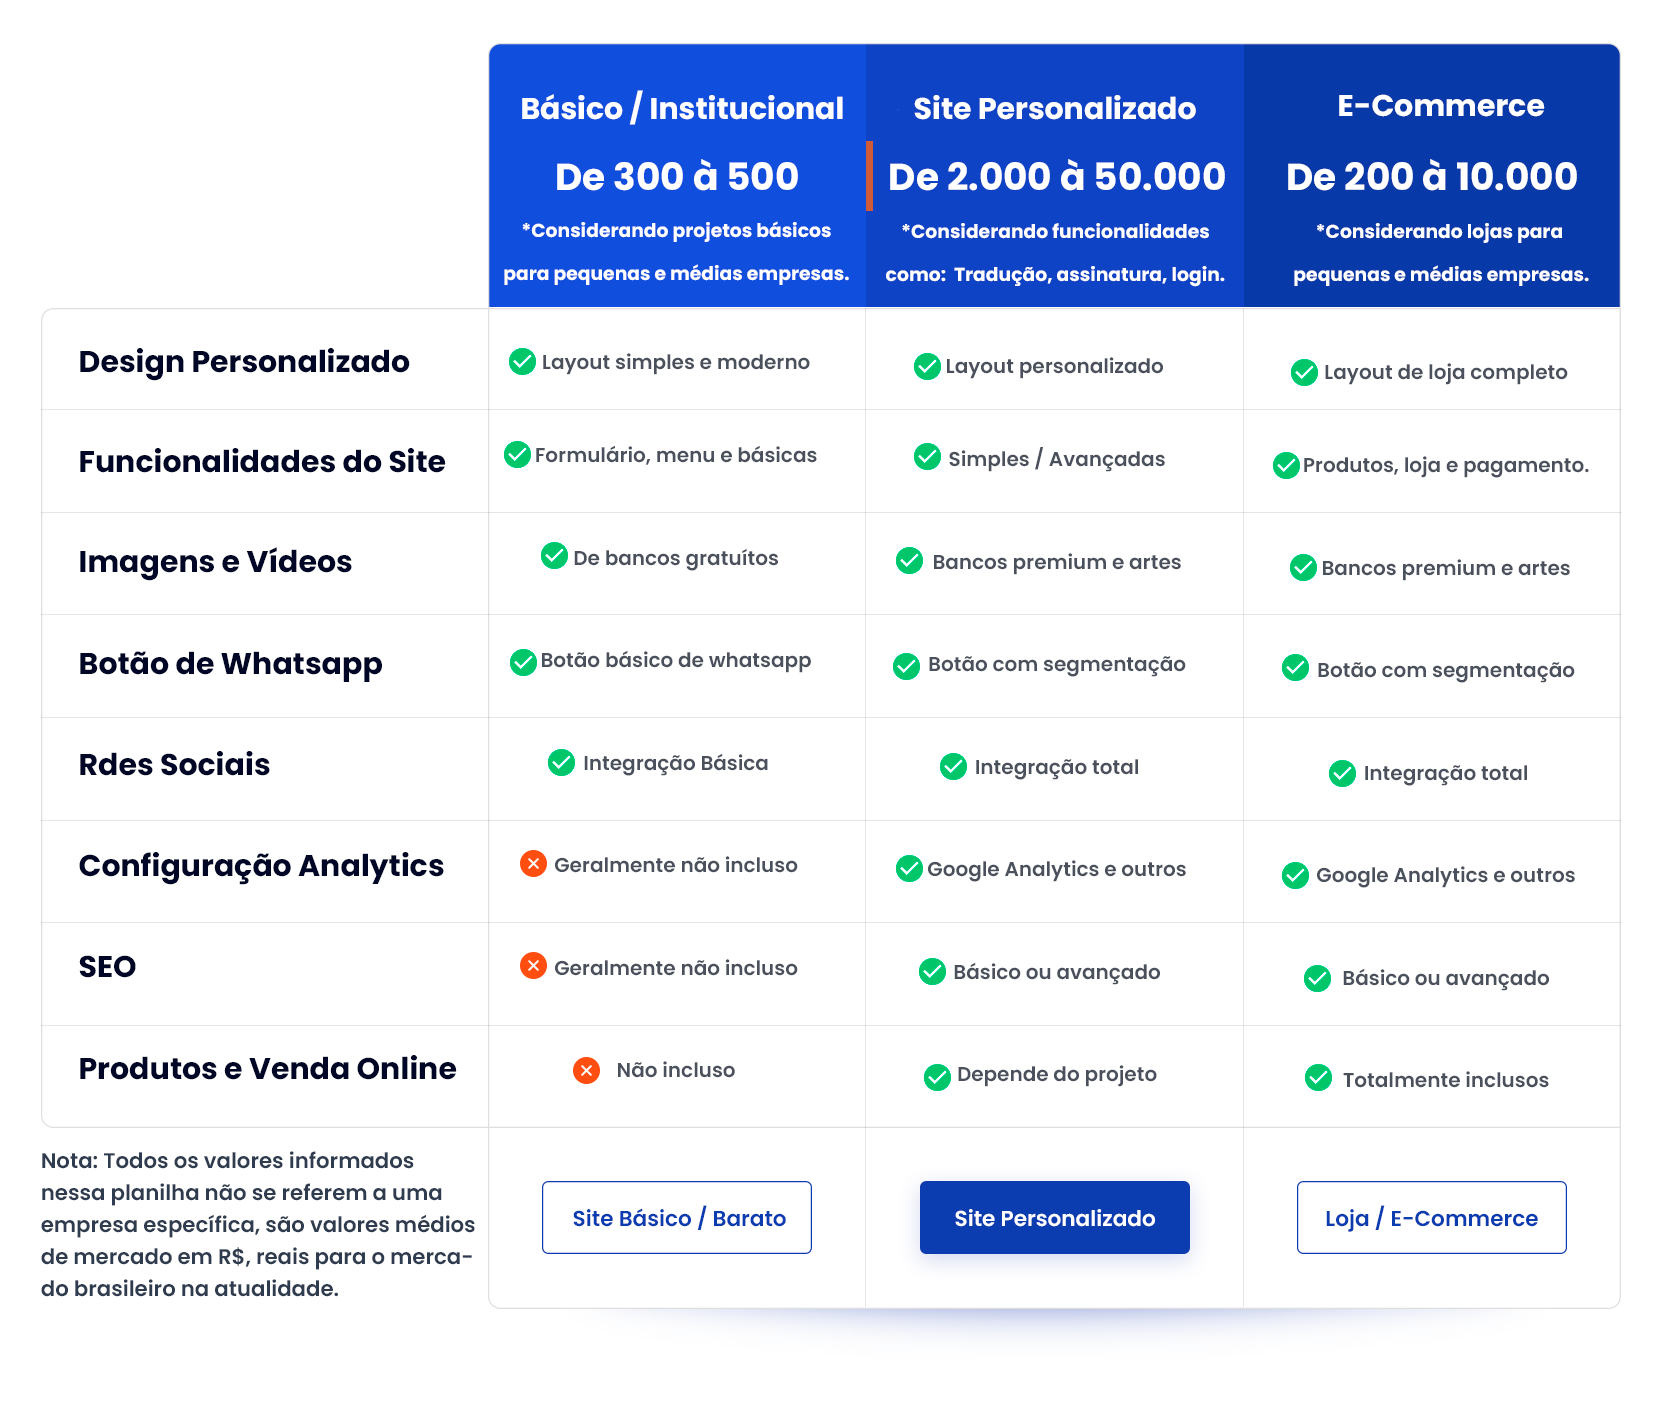 Básico / Institucional
De 300 à 500
*Considerando projetos básicos
para pequenas e médias empresas.
Site Personalizado
De 2.000 à 50.000
*Considerando funcionalidades
como: Tradução, assinatura, login.
E-Commerce
De 200 à 10.000
*Considerando lojas para
pequenas e médias empresas.
Design Personalizado
Layout simples e moderno
Layout personalizado
Layout de loja completo
Funcionalidades do Site
Formulário, menu e básicas
Simples / Avançadas
Produtos, loja e pagamento.
Imagens e Vídeos
De bancos gratuítos
Bancos premium e artes
Bancos premium e artes
Botão de Whatsapp
Botão básico de whatsapp
Botão com segmentação
Botão com segmentação
Rdes Sociais
Integração Básica
Integração total
Integração total
Configuração Analytics
Geralmente não incluso
Google Analytics e outros
Google Analytics e outros
SEO
Geralmente não incluso
Básico ou avançado
Básico ou avançado
Produtos e Venda Online
Não incluso
Depende do projeto
Totalmente inclusos
Nota: Todos os valores informados
nessa planilha não se referem a uma
empresa específica, são valores médios
de mercado em R$, reais para o merca-
do brasileiro na atualidade.
Site Básico / Barato
Site Personalizado
Loja / E-Commerce